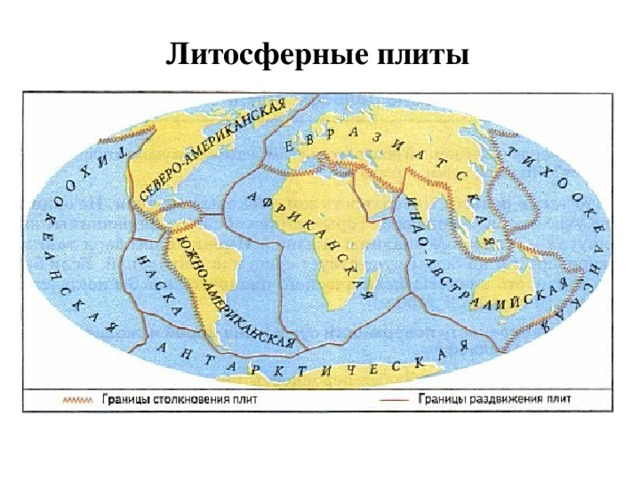 Литосферные плиты
СЕВЕРО-АМЕРИКАНСКАЯ
ЕВРАЗИАТСКАЯ
ТИХООКЕАНСКАЯ
ТИХООКЕАНСКАЯ
АФРИКАНСКАЯ
ИНДО-АВСТРАЛИЙСКАЯ
НАСКА
ЮЖНО-АМЕРИКАНСКАЯ
АНТАРКТИЧЕСКАЯ
Границы столкновения плит
Границы раздвижения плит